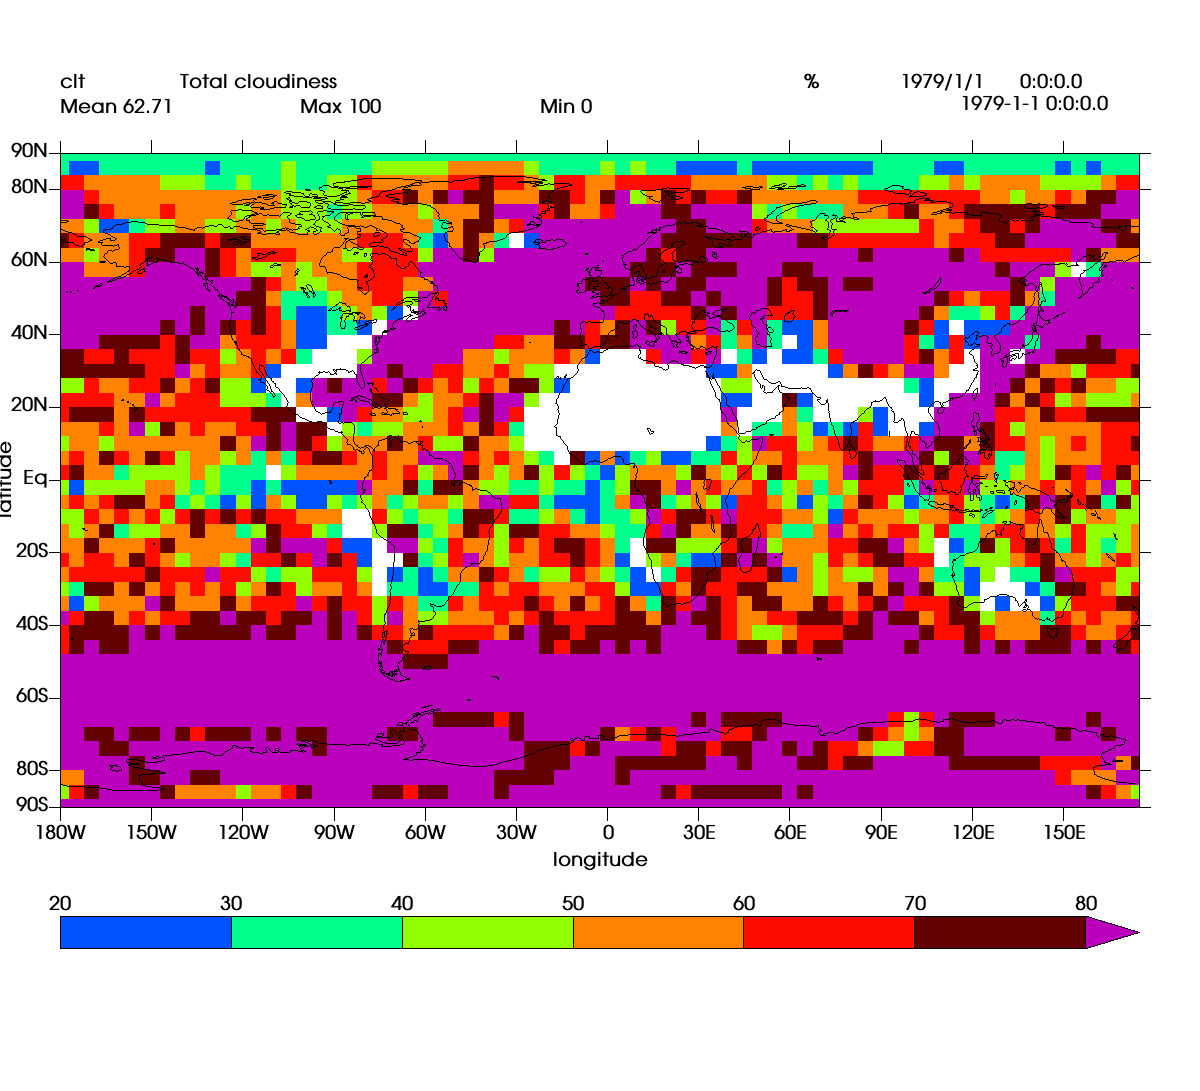 clt Total cloudiness % 1979/1/1 0:0:0.0
Mean 62.71 Max 100 Min 0 1979-1-1 0:0:0.0
90N
80N
60N
40N
20N
Eq
20S
40S
60S
80S
90S
latitude
180W 150W 120W 90W 60W 30W 0 30E 60E 90E 120E 150E
longitude
20 30 40 50 60 70 80